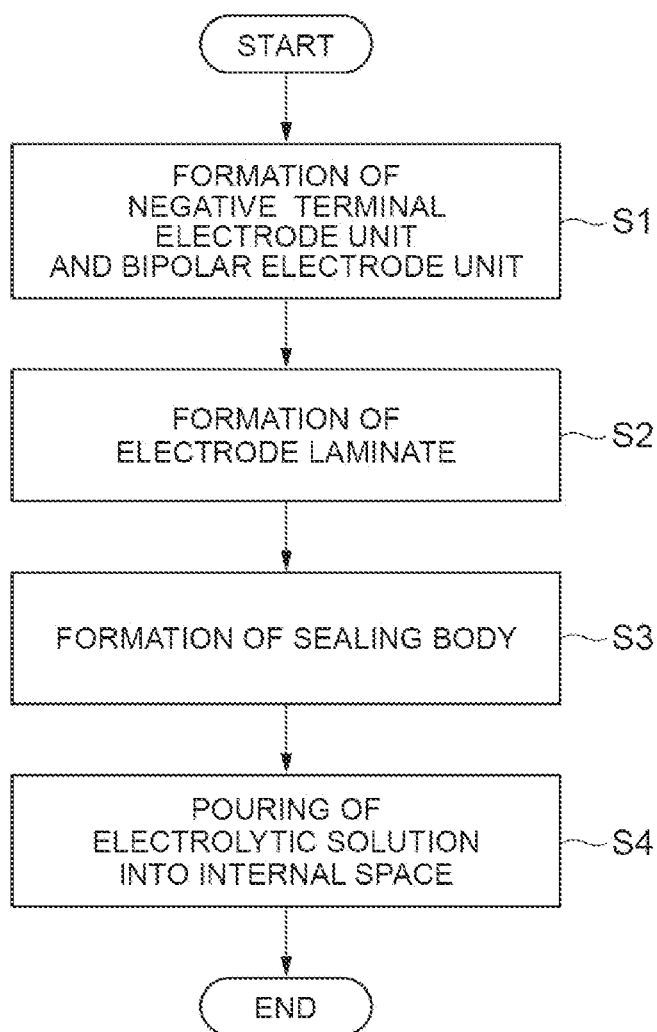 START
FORMATION OF
NEGATIVE TERMINAL
ELECTRODE UNIT
AND BIPOLAR ELECTRODE UNIT
S1
FORMATION OF
ELECTRODE LAMINATE
S2
FORMATION OF SEALING BODY
S3
POURING OF
ELECTROLYTIC SOLUTION
INTO INTERNAL SPACE
S4
END